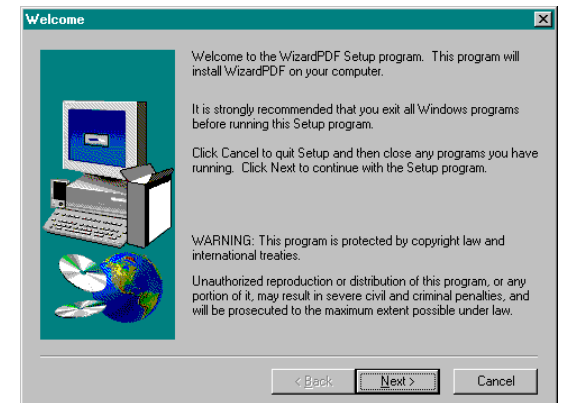 Welcome
Welcome to the WizardPDF Setup program.  This program will
install WizardPDF on your computer.
It is strongly recommended that you exit all Windows programs
before running this Setup program.
Click Cancel to quit Setup and then close any programs you have
running.  Click Next to continue with the Setup program.
WARNING: This program is protected by copyright law and
international treaties.
Unauthorized reproduction or distribution of this program, or any
portion of it, may result in severe civil and criminal penalties, and
will be prosecuted to the maximum extent possible under law.
< Back
Next >
Cancel